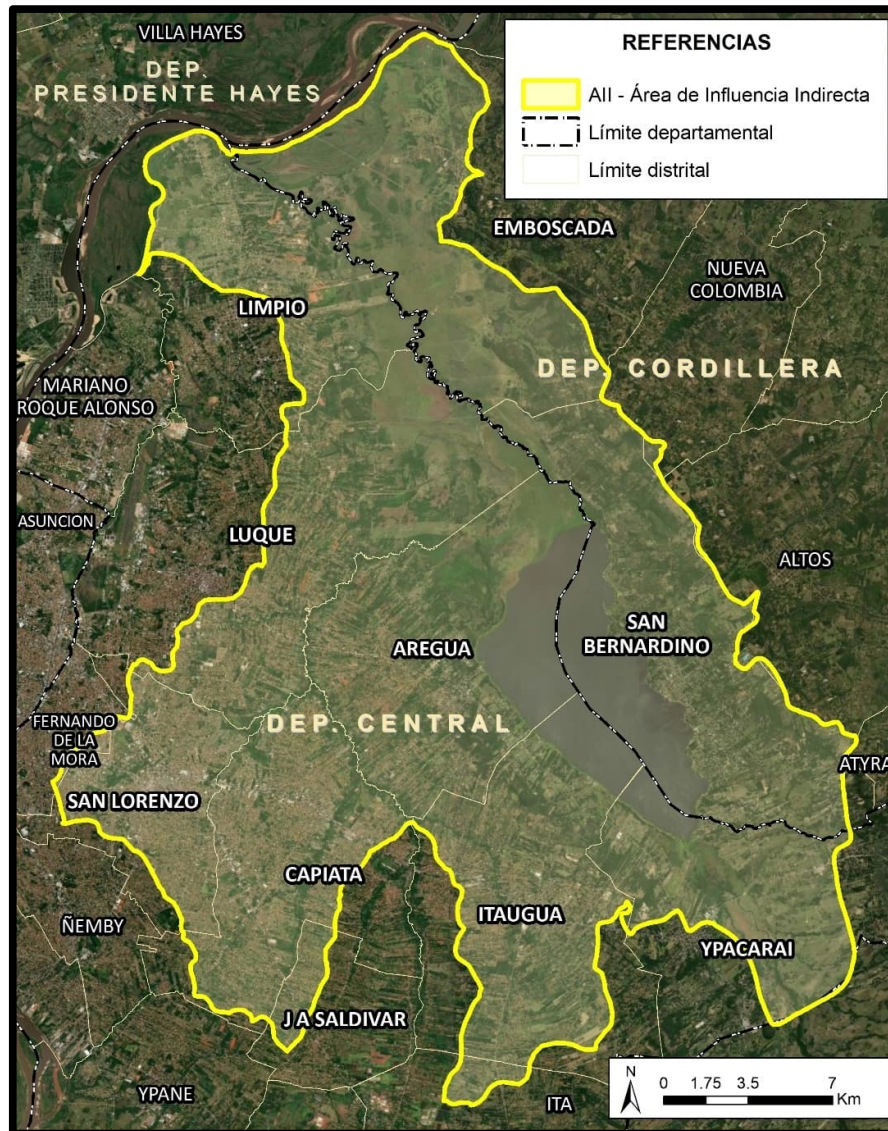 VILLA HAYES
DEP.
PRESIDENTE HAYES
REFERENCIAS
AII - Área de Influencia Indirecta
Límite departamental
Límite distrital
EMBOSCADA
NUEVA
COLOMBIA
LIMPIO
DEP. CORDILLERA
MARIANO
ROQUE ALONSO
ASUNCION
LUQUE
ALTOS
SAN
BERNARDINO
AREGUA
DEP. CENTRAL
FERNANDO
DE LA
MORA
ATYRA
SAN LORENZO
CAPIATA
ITAUGUA
ÑEMBY
YPACARAI
J A SALDIVAR
YPANE
ITA
N
0 1.75 3.5 7
Km